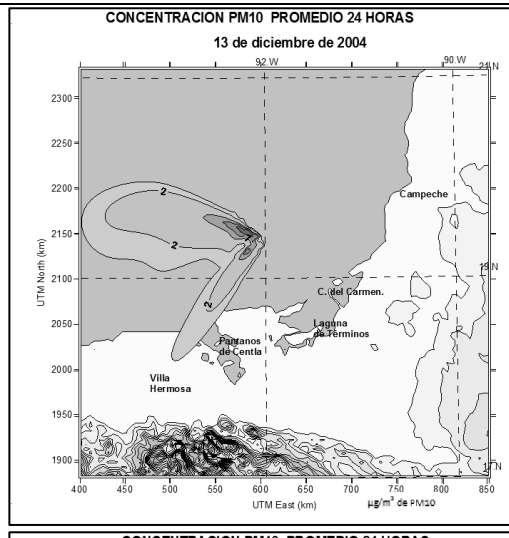 CONCENTRACION PM10 PROMEDIO 24 HORAS
13 de diciembre de 2004
92.W
90.W
21.N
2300
2250
2200
2150
2100
2050
2000
1950
1900
UTM North (km)
2
2
2
Campeche
19.N
C. del Carmen.
Laguna
de Términos
Pantanos
de Centla
Villa
Hermosa
17.N
400 450 500 550 600 650 700 750 800 850
UTM East (km)
µg/m³ de PM10
CONCENTRACION PM10 PROMEDIO 24 HORAS